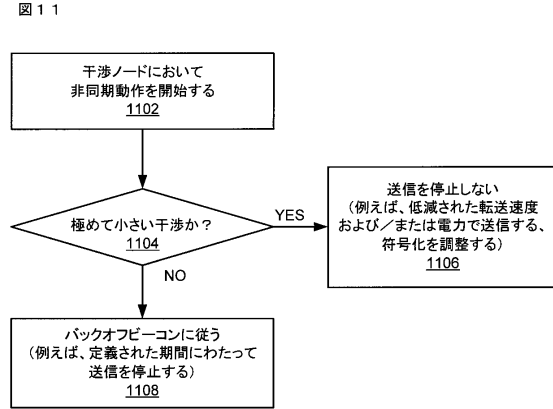 図11
干渉ノードにおいて
非同期動作を開始する
1102
極めて小さい干渉か?
1104
YES
送信を停止しない
(例えば、低減された転送速度
および/または電力で送信する、
符号化を調整する)
1106
NO
バックオフビーコンに従う
(例えば、定義された期間にわたって
送信を停止する)
1108